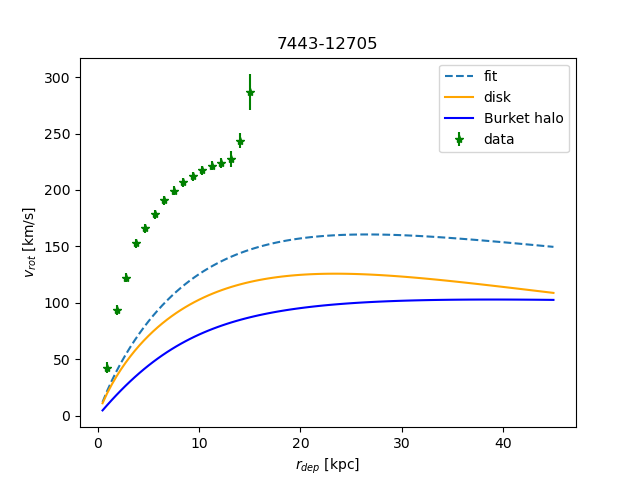 7443-12705
300
250
200
150
100
50
0
v_rot [km/s]
0 10 20 30 40
r_dep [kpc]
fit
disk
Burket halo
data